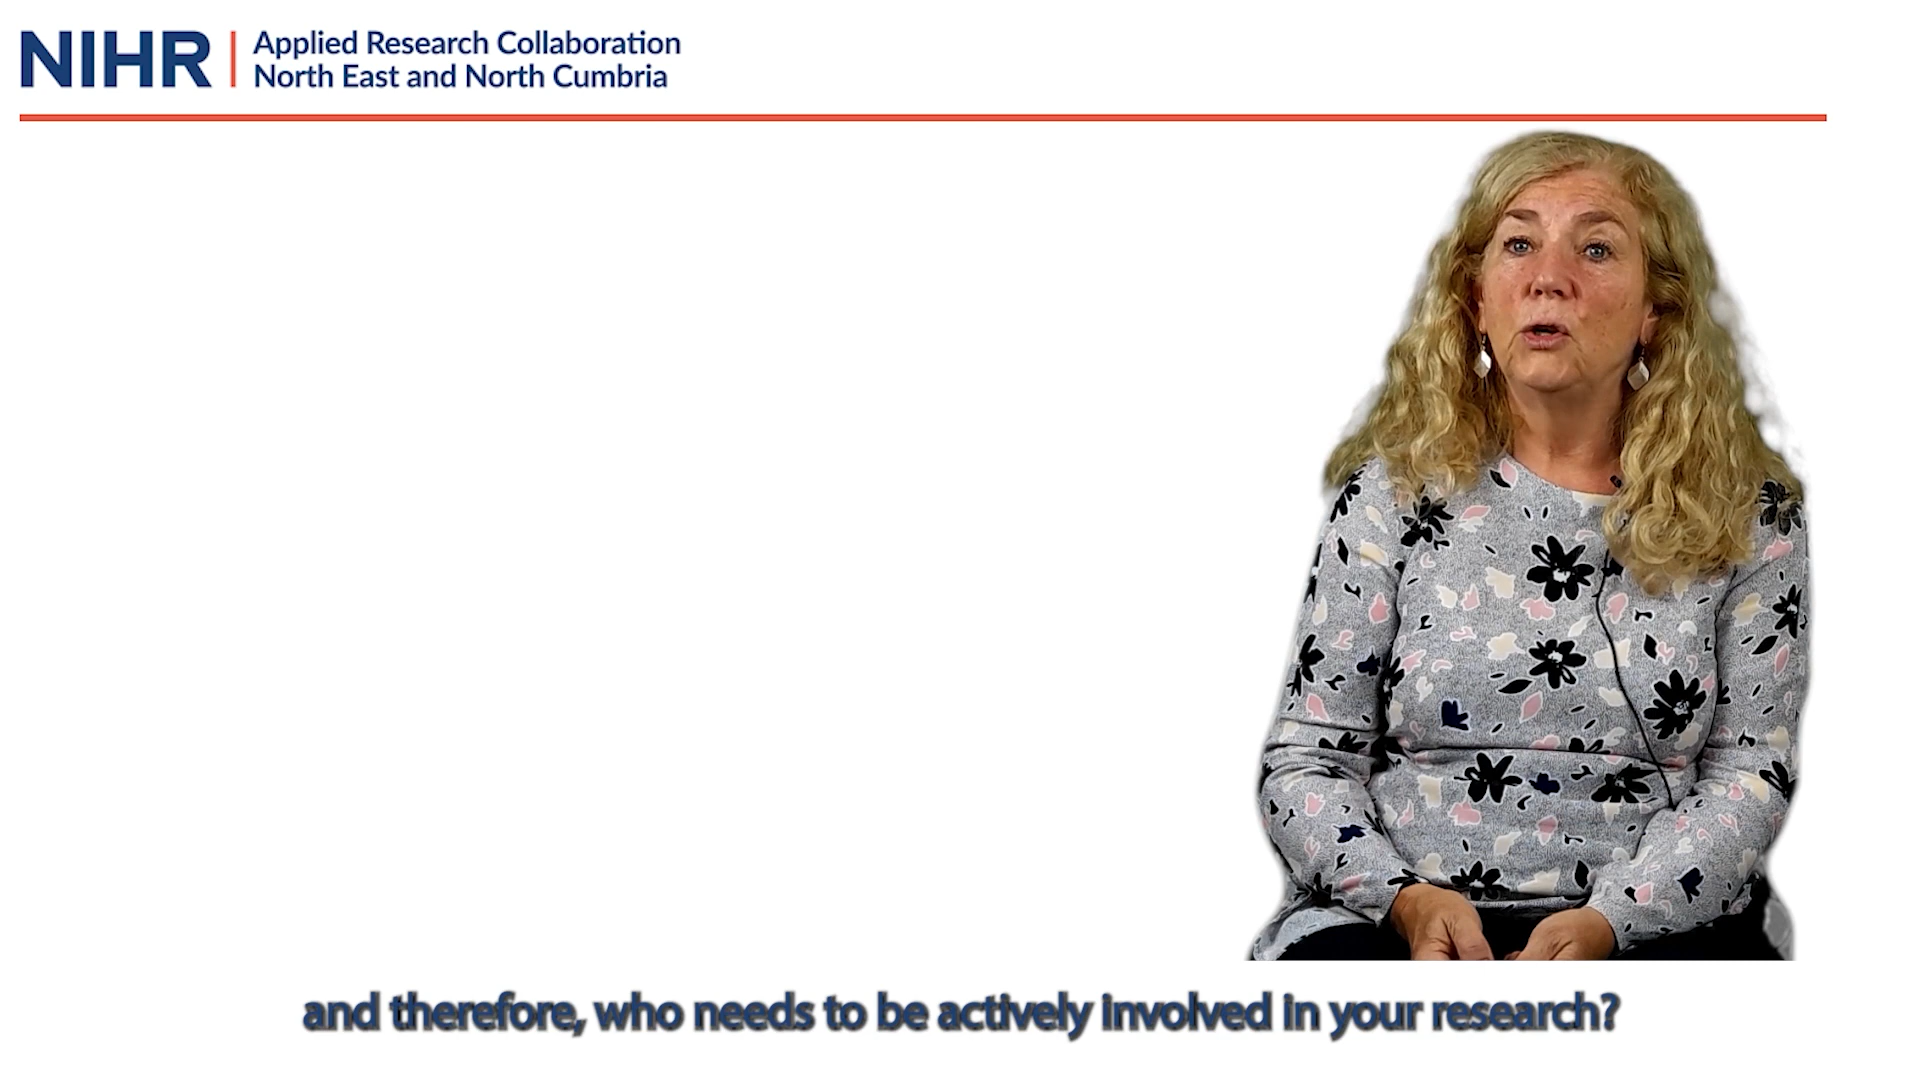 NIHR
Applied Research Collaboration
North East and North Cumbria
and therefore, who needs to be actively involved in your research?